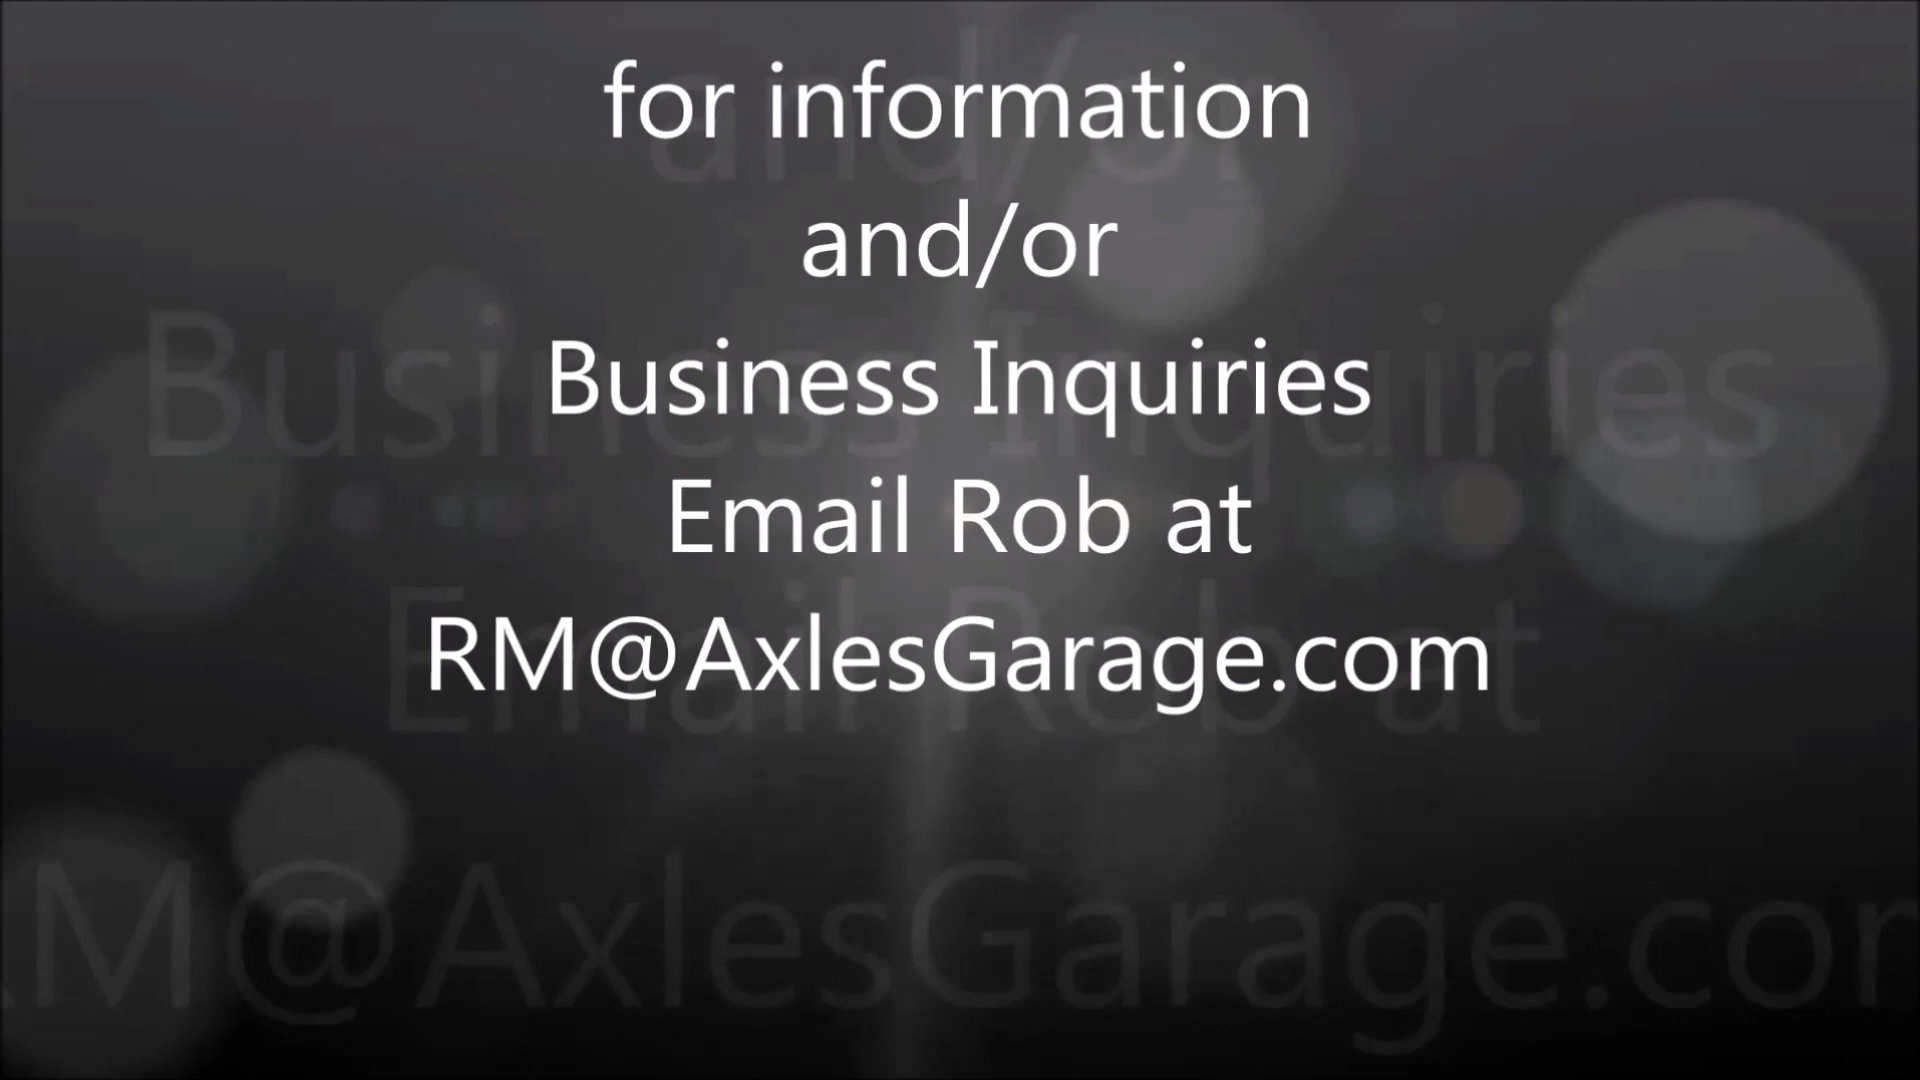 for information
and/or
Business Inquiries
Email Rob at
RM@AxlesGarage.com